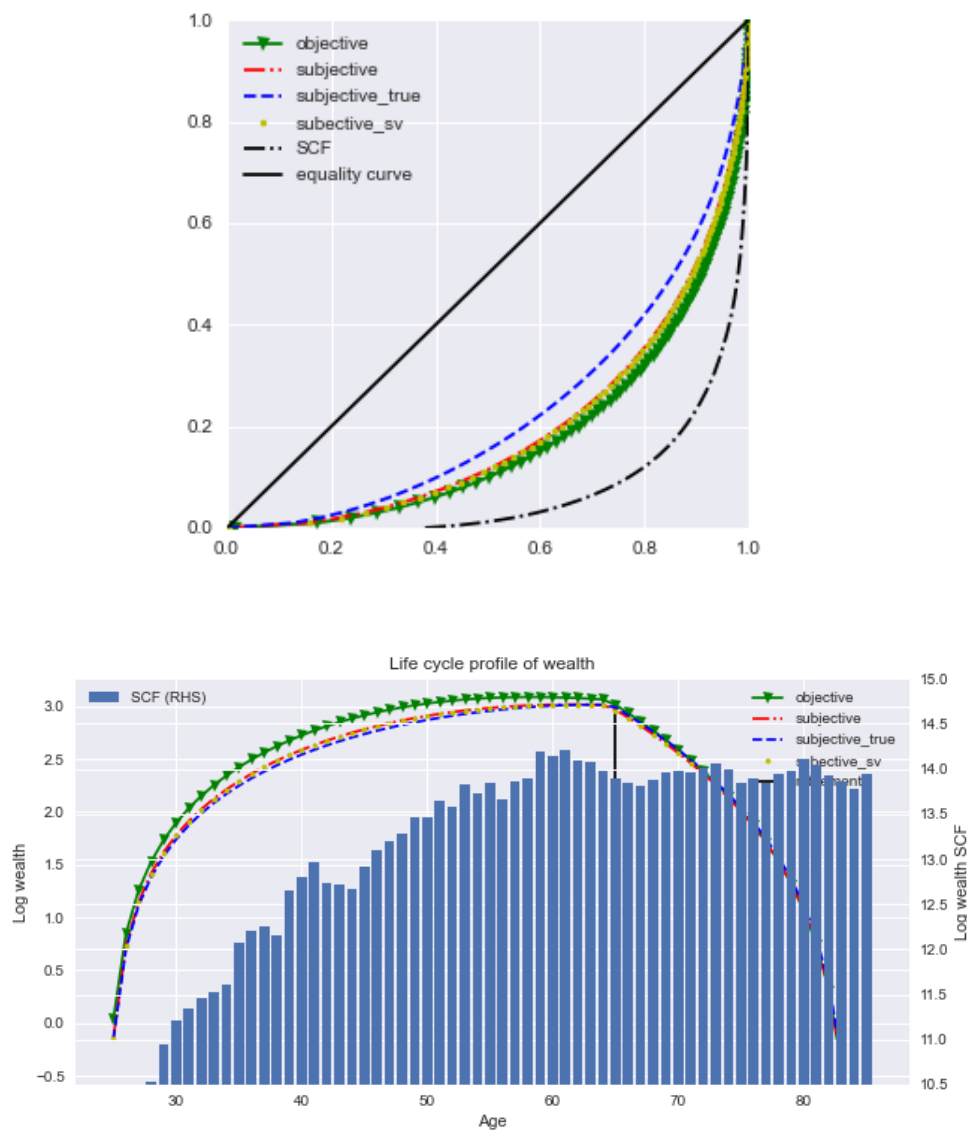 1.0
objective
subjective
subjective_true
0.8
subective_sv
SCF
equality curve
0.6
0.4
0.2
0.0
0.0 0.2 0.4 0.6 0.8 1.0
Life cycle profile of wealth
SCF (RHS)
objective
subjective
subjective_true
subective_sv
3.0
2.5
2.0
1.5
1.0
0.5
0.0
−0.5
Log wealth
15.0
14.5
14.0
13.5
13.0
12.5
12.0
11.5
11.0
10.5
Log wealth SCF
30 40 50 60 70 80
Age